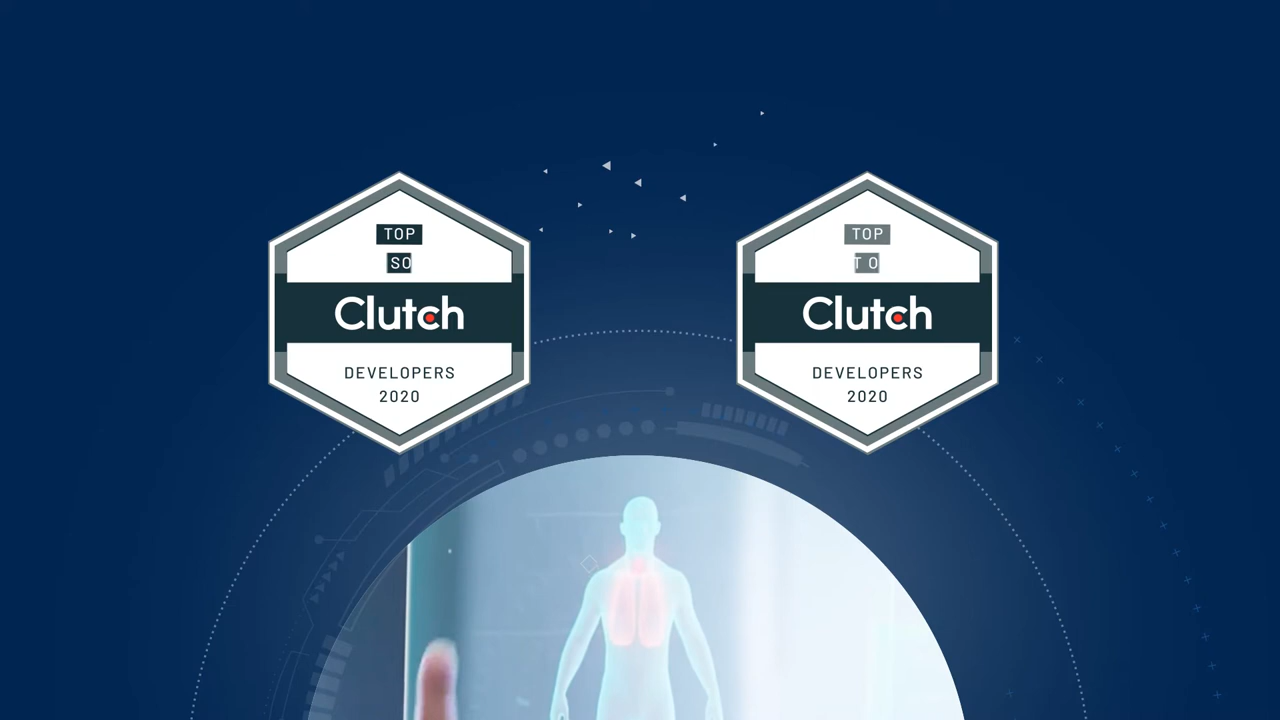 TOP
SO
Clutch
DEVELOPERS
2020
TOP
T O
Clutch
DEVELOPERS
2020